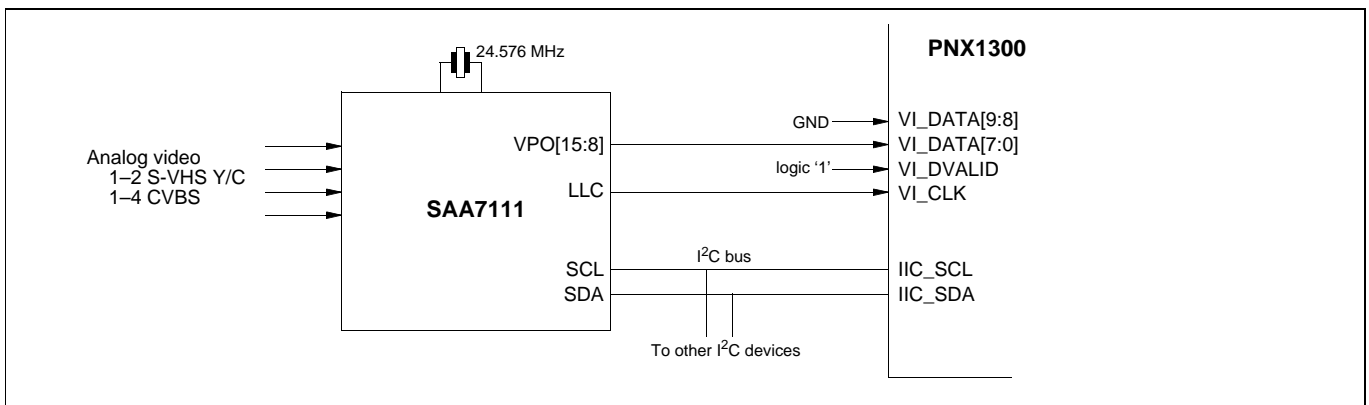 24.576 MHz
PNX1300
Analog video
1–2 S-VHS Y/C
1–4 CVBS
SAA7111
VPO[15:8]
LLC
SCL
SDA
GND
logic ‘1’
VI_DATA[9:8]
VI_DATA[7:0]
VI_DVALID
VI_CLK
I²C bus
IIC_SCL
IIC_SDA
To other I²C devices